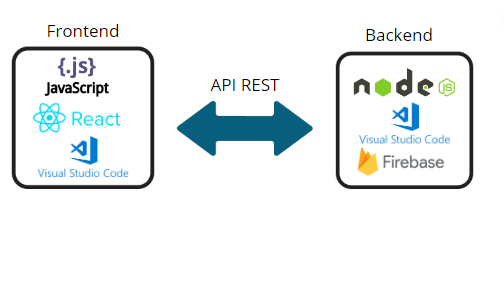 Frontend
{.js}
JavaScript
React
Visual Studio Code
API REST
Backend
node
JS
Visual Studio Code
Firebase